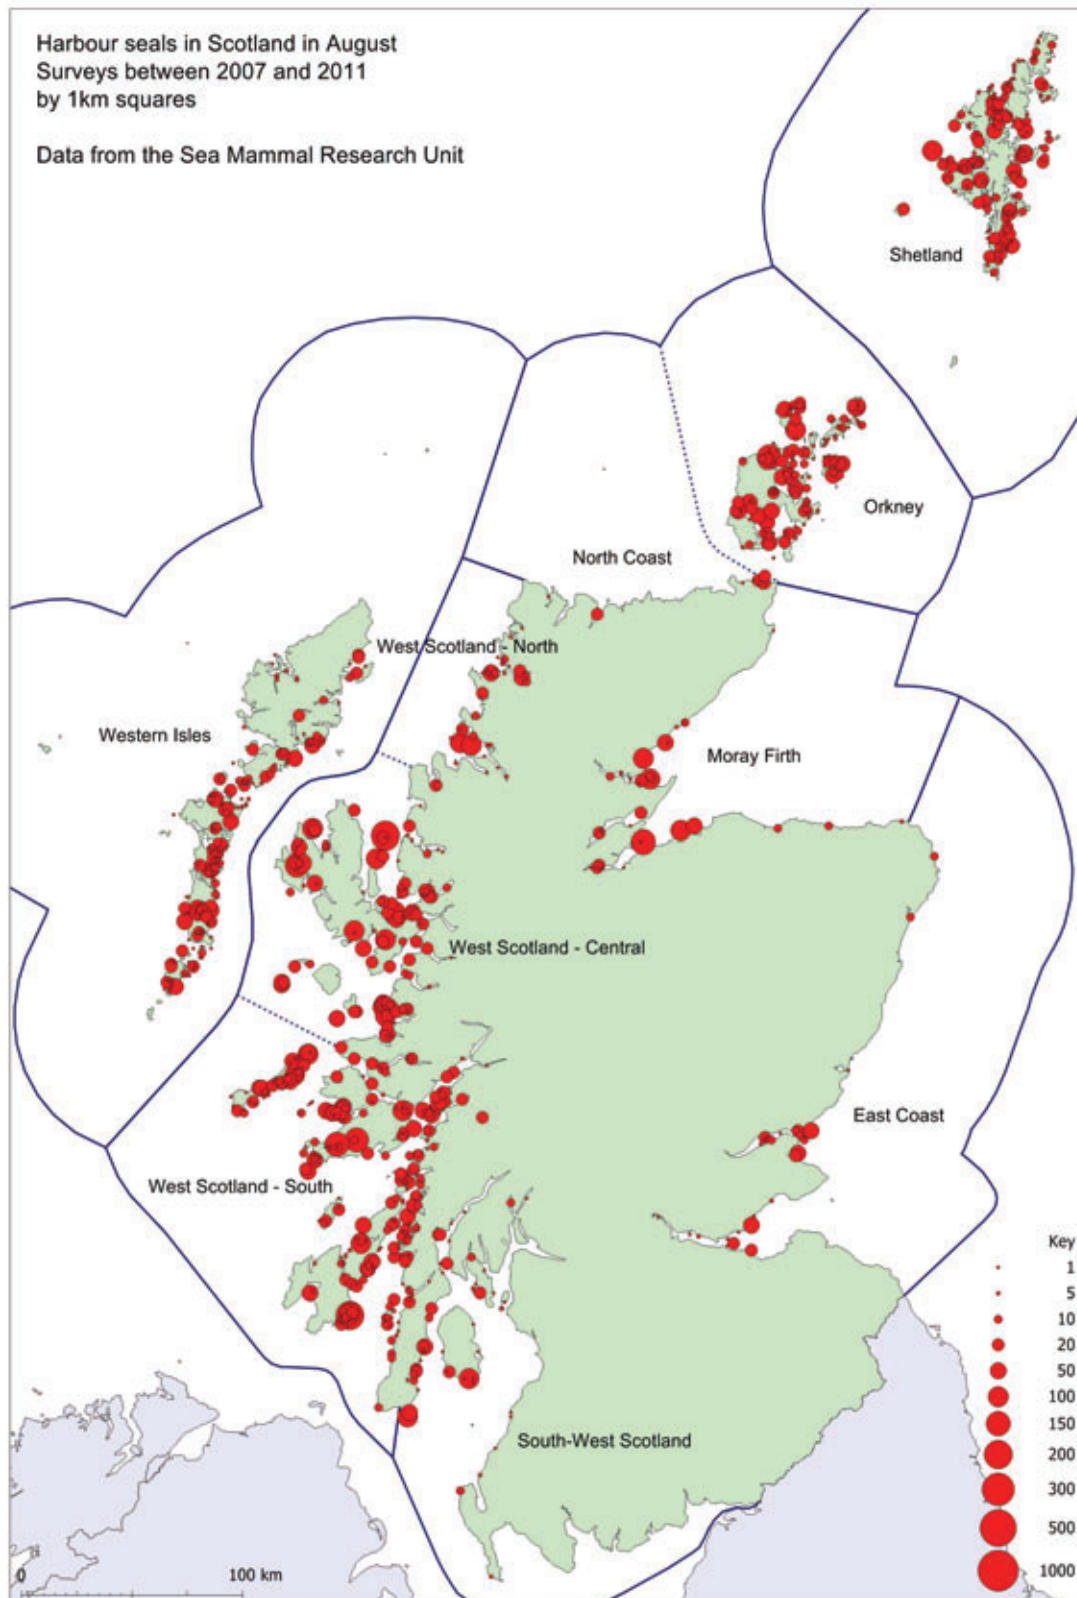 Harbour seals in Scotland in August
Surveys between 2007 and 2011
by 1km squares
Data from the Sea Mammal Research Unit
Shetland
Orkney
North Coast
West Scotland - North
Western Isles
Moray Firth
West Scotland - Central
East Coast
West Scotland - South
South-West Scotland
Key
1
5
10
20
50
100
150
200
300
500
1000
0
100 km